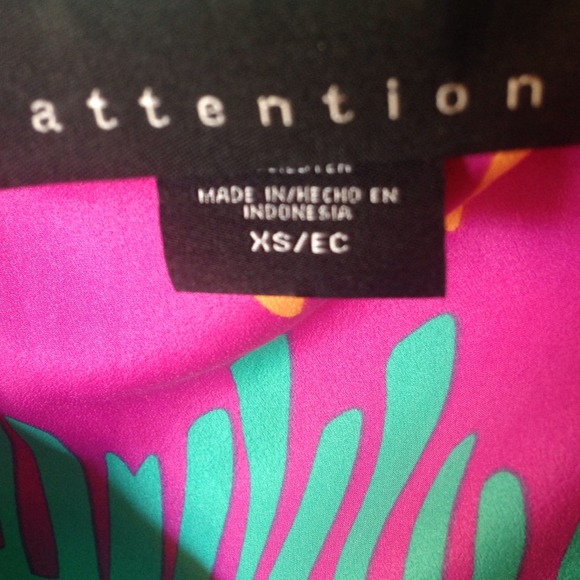 attention
MADE IN/HECHO EN
INDONESIA
XS/EC